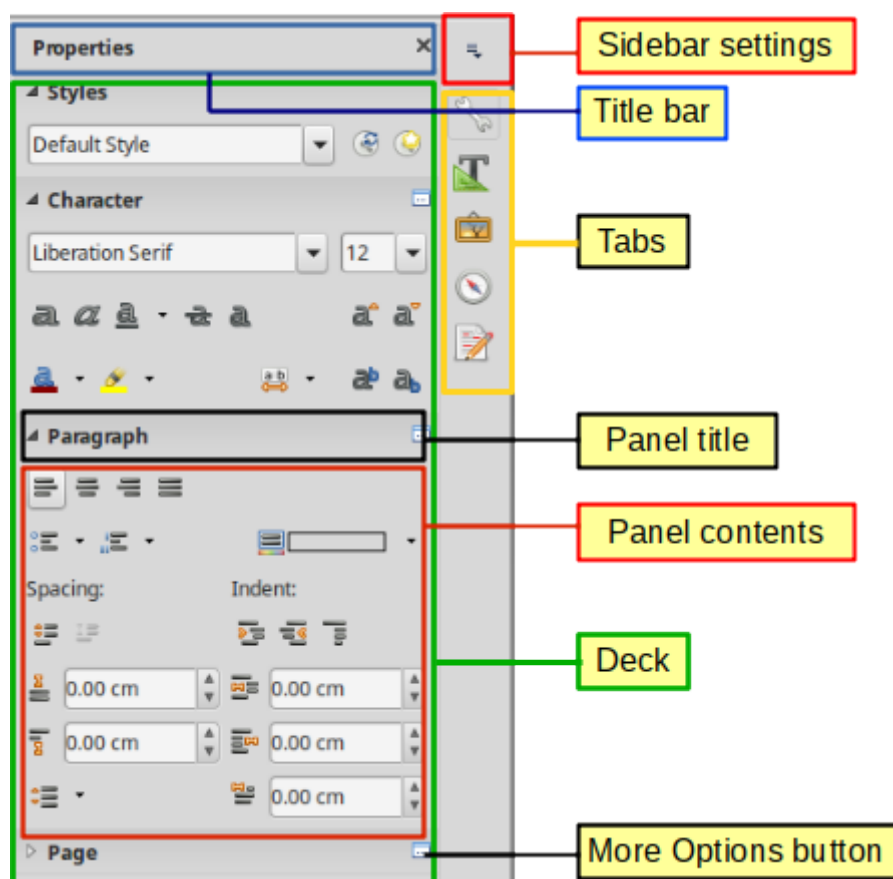 Properties
Sidebar settings
Styles
Title bar
Default Style
Character
Tabs
Liberation Serif 12
Paragraph
Panel title
Panel contents
Spacing: Indent:
Deck
0.00 cm 0.00 cm
0.00 cm 0.00 cm
0.00 cm
Page
More Options button